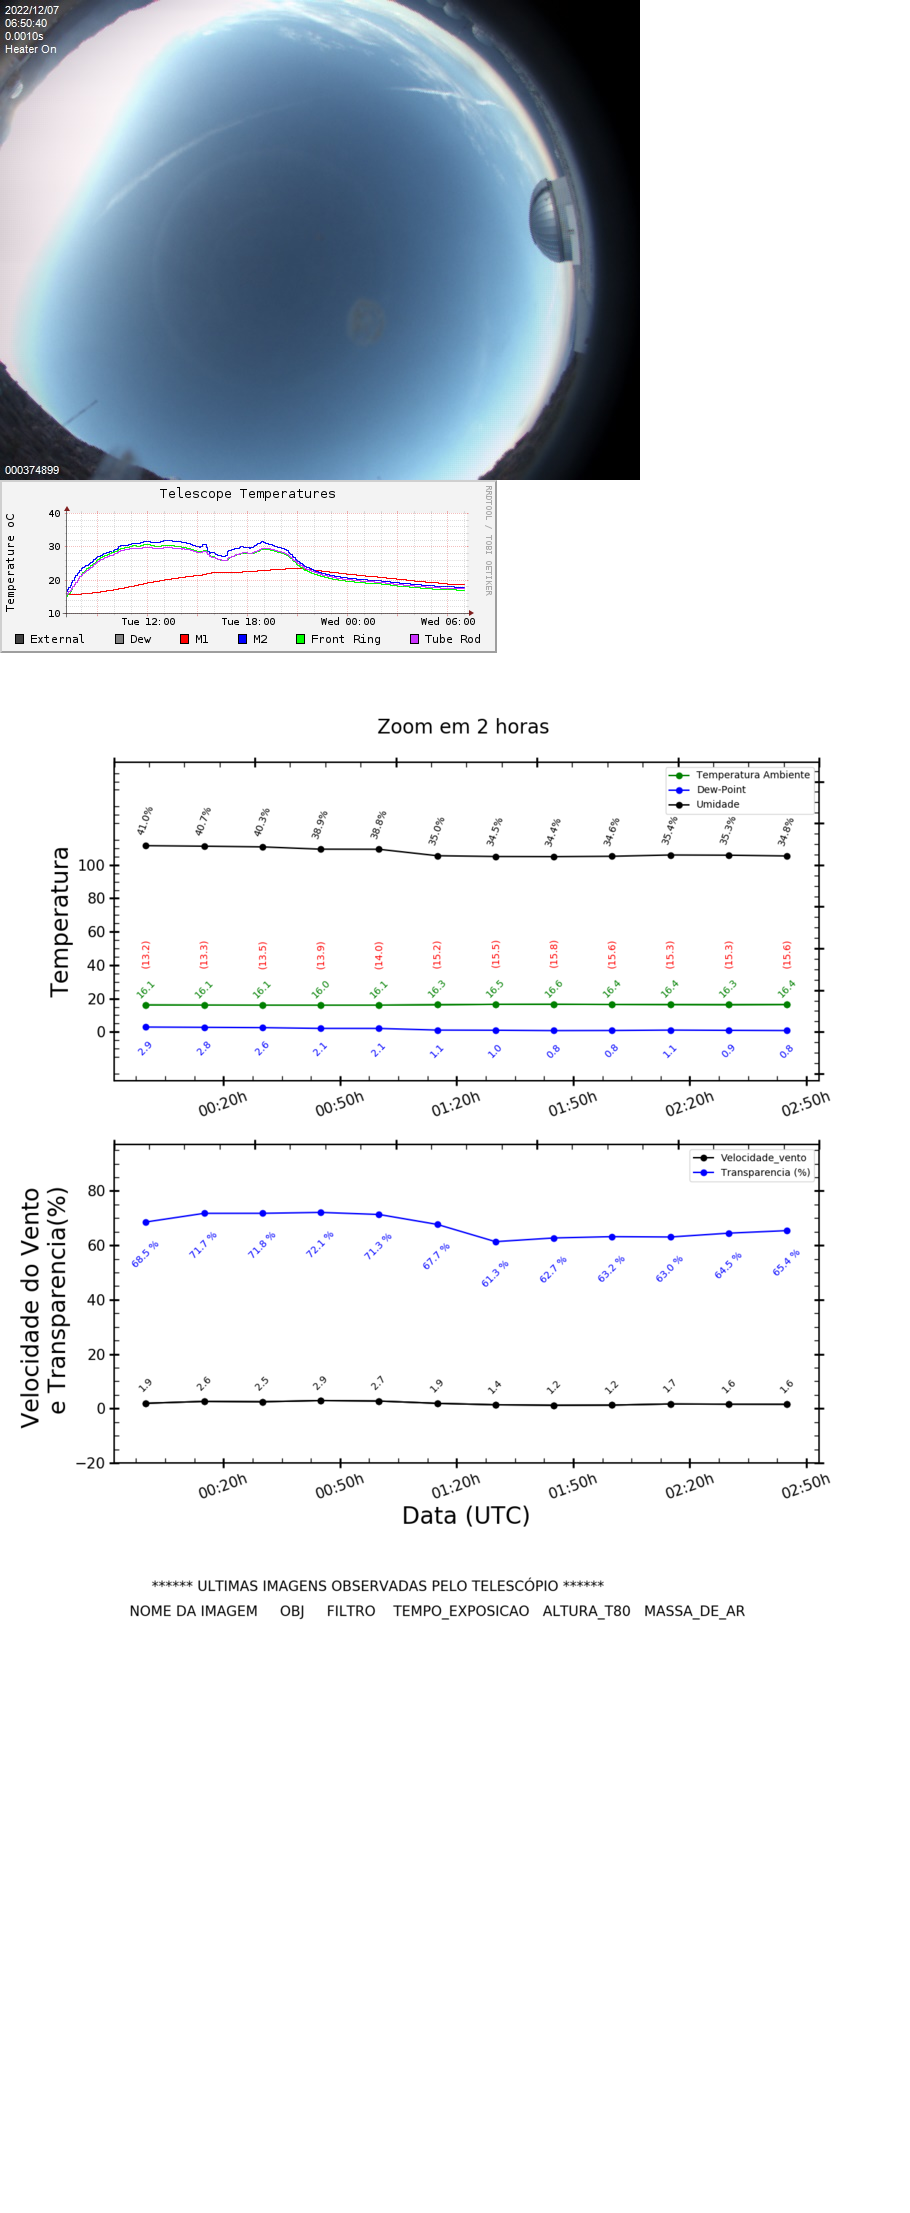 2022/12/07
06:50:40
0.0010s
Heater On
000374899
Telescope Temperatures
RRDTOOL / TOBI OETIKER
Temperature oC
40
30
20
10
Tue 12:00 Tue 18:00 Wed 00:00 Wed 06:00
External Dew M1 M2 Front Ring Tube Rod
Zoom em 2 horas
Temperatura Ambiente
Dew-Point
Umidade
Temperatura
100
80
60
40
20
0
41.0% 40.7% 40.3% 38.9% 38.8% 35.0% 34.5% 34.4% 34.6% 35.4% 35.3% 34.8%
(13.2) (13.3) (13.5) (13.9) (14.0) (15.2) (15.5) (15.8) (15.6) (15.3) (15.3) (15.6)
16.1 16.1 16.1 16.0 16.1 16.3 16.5 16.6 16.4 16.4 16.3 16.4
2.9 2.8 2.6 2.1 2.1 1.1 1.0 0.8 0.8 1.1 0.9 0.8
00:20h 00:50h 01:20h 01:50h 02:20h 02:50h
Velocidade_vento
Transparencia (%)
Velocidade do Vento
e Transparencia(%)
80
60
40
20
0
−20
68.5 % 71.7 % 71.8 % 72.1 % 71.3 % 67.7 % 61.3 % 62.7 % 63.2 % 63.0 % 64.5 % 65.4 %
1.9 2.6 2.5 2.9 2.7 1.9 1.4 1.2 1.2 1.7 1.6 1.6
00:20h 00:50h 01:20h 01:50h 02:20h 02:50h
Data (UTC)
****** ULTIMAS IMAGENS OBSERVADAS PELO TELESCÓPIO ******
NOME DA IMAGEM OBJ FILTRO TEMPO_EXPOSICAO ALTURA_T80 MASSA_DE_AR